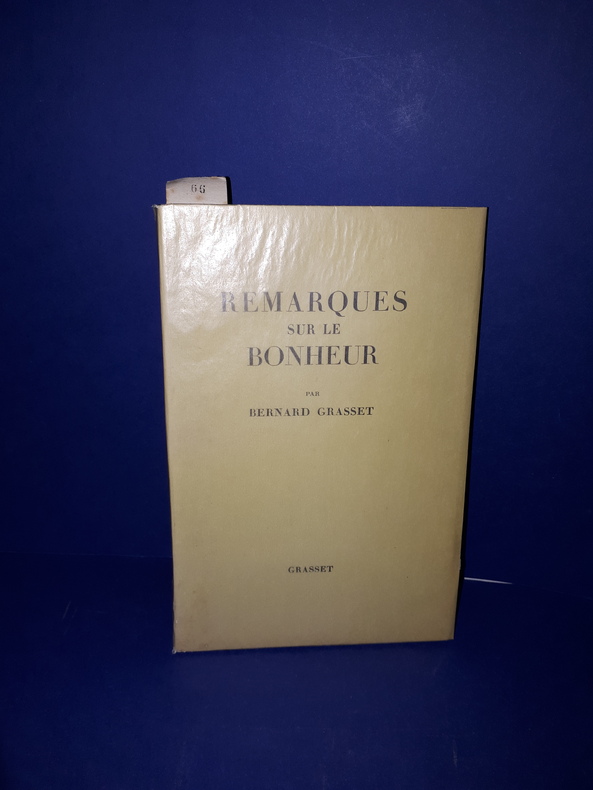 66
REMARQUES
SUR LE
BONHEUR
PAR
BERNARD GRASSET
GRASSET